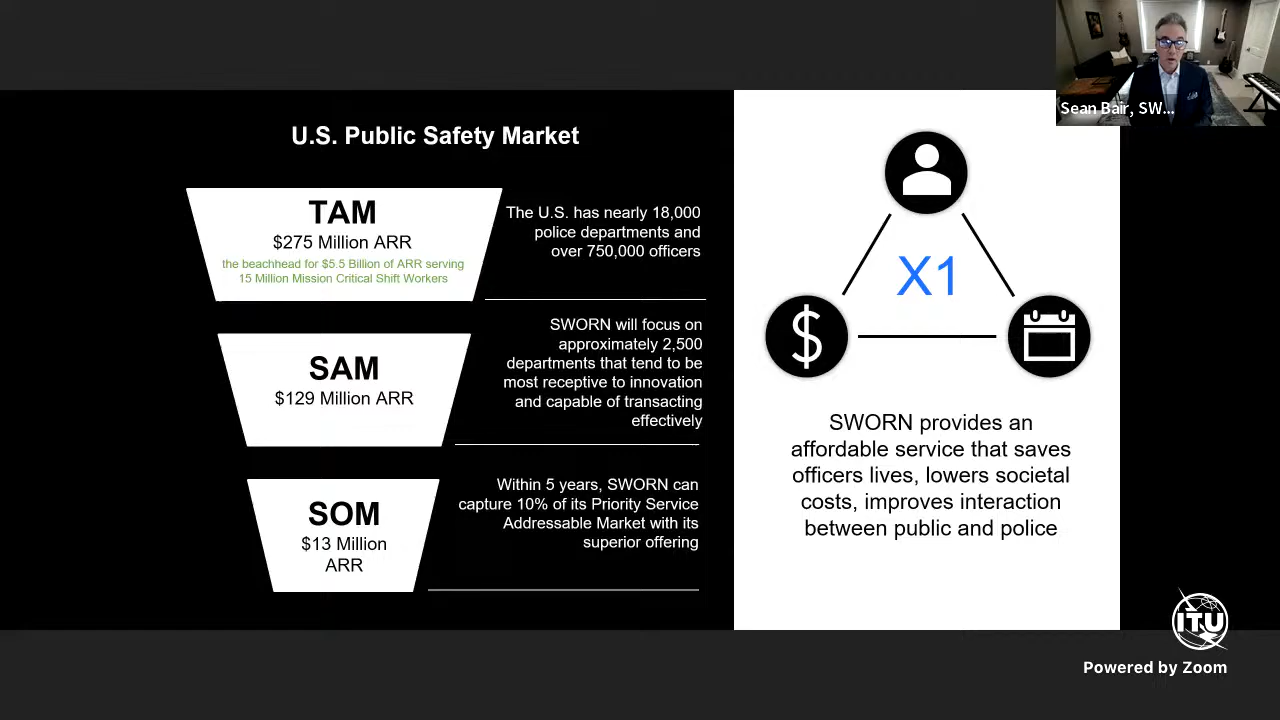 Sean Bair, SW...
U.S. Public Safety Market
TAM
$275 Million ARR
the beachhead for $5.5 Billion of ARR serving
15 Million Mission Critical Shift Workers
The U.S. has nearly 18,000
police departments and
over 750,000 officers
SAM
$129 Million ARR
SWORN will focus on
approximately 2,500
departments that tend to be
most receptive to innovation
and capable of transacting
effectively
SOM
$13 Million
ARR
Within 5 years, SWORN can
capture 10% of its Priority Service
Addressable Market with its
superior offering
$
X1
SWORN provides an
affordable service that saves
officers lives, lowers societal
costs, improves interaction
between public and police
ITU
Powered by Zoom